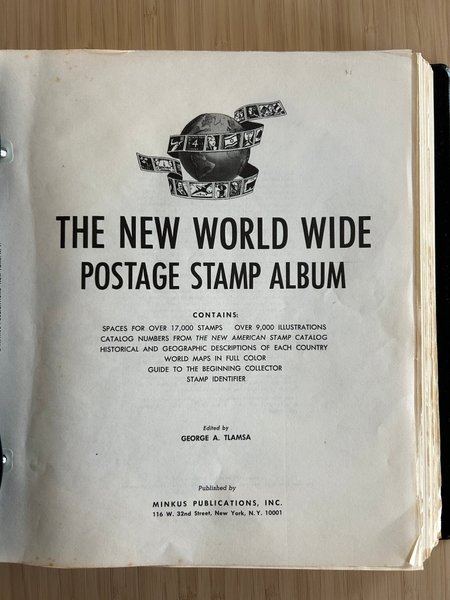 THE NEW WORLD WIDE
POSTAGE STAMP ALBUM
CONTAINS:
SPACES FOR OVER 17,000 STAMPS OVER 9,000 ILLUSTRATIONS
CATALOG NUMBERS FROM THE NEW AMERICAN STAMP CATALOG
HISTORICAL AND GEOGRAPHIC DESCRIPTIONS OF EACH COUNTRY
WORLD MAPS IN FULL COLOR
GUIDE TO THE BEGINNING COLLECTOR
STAMP IDENTIFIER
Edited by
GEORGE A. TLAMSA
Published by
MINKUS PUBLICATIONS, INC.
116 W. 32nd Street, New York, N.Y. 10001